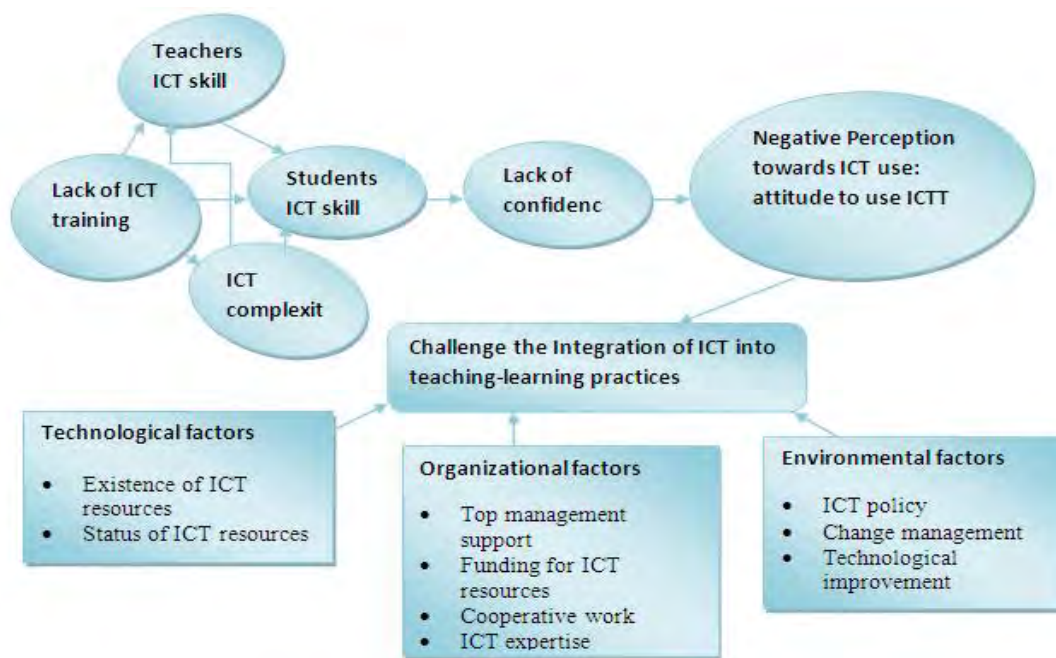 Teachers
ICT skill
Lack of ICT
training
Students
ICT skill
ICT
complexit
Lack of
confidenc
Negative Perception
towards ICT use:
attitude to use ICTT
Challenge the Integration of ICT into
teaching-learning practices
Technological factors
• Existence of ICT
resources
• Status of ICT resources
Organizational factors
• Top management
support
• Funding for ICT
resources
• Cooperative work
• ICT expertise
Environmental factors
• ICT policy
• Change management
• Technological
improvement